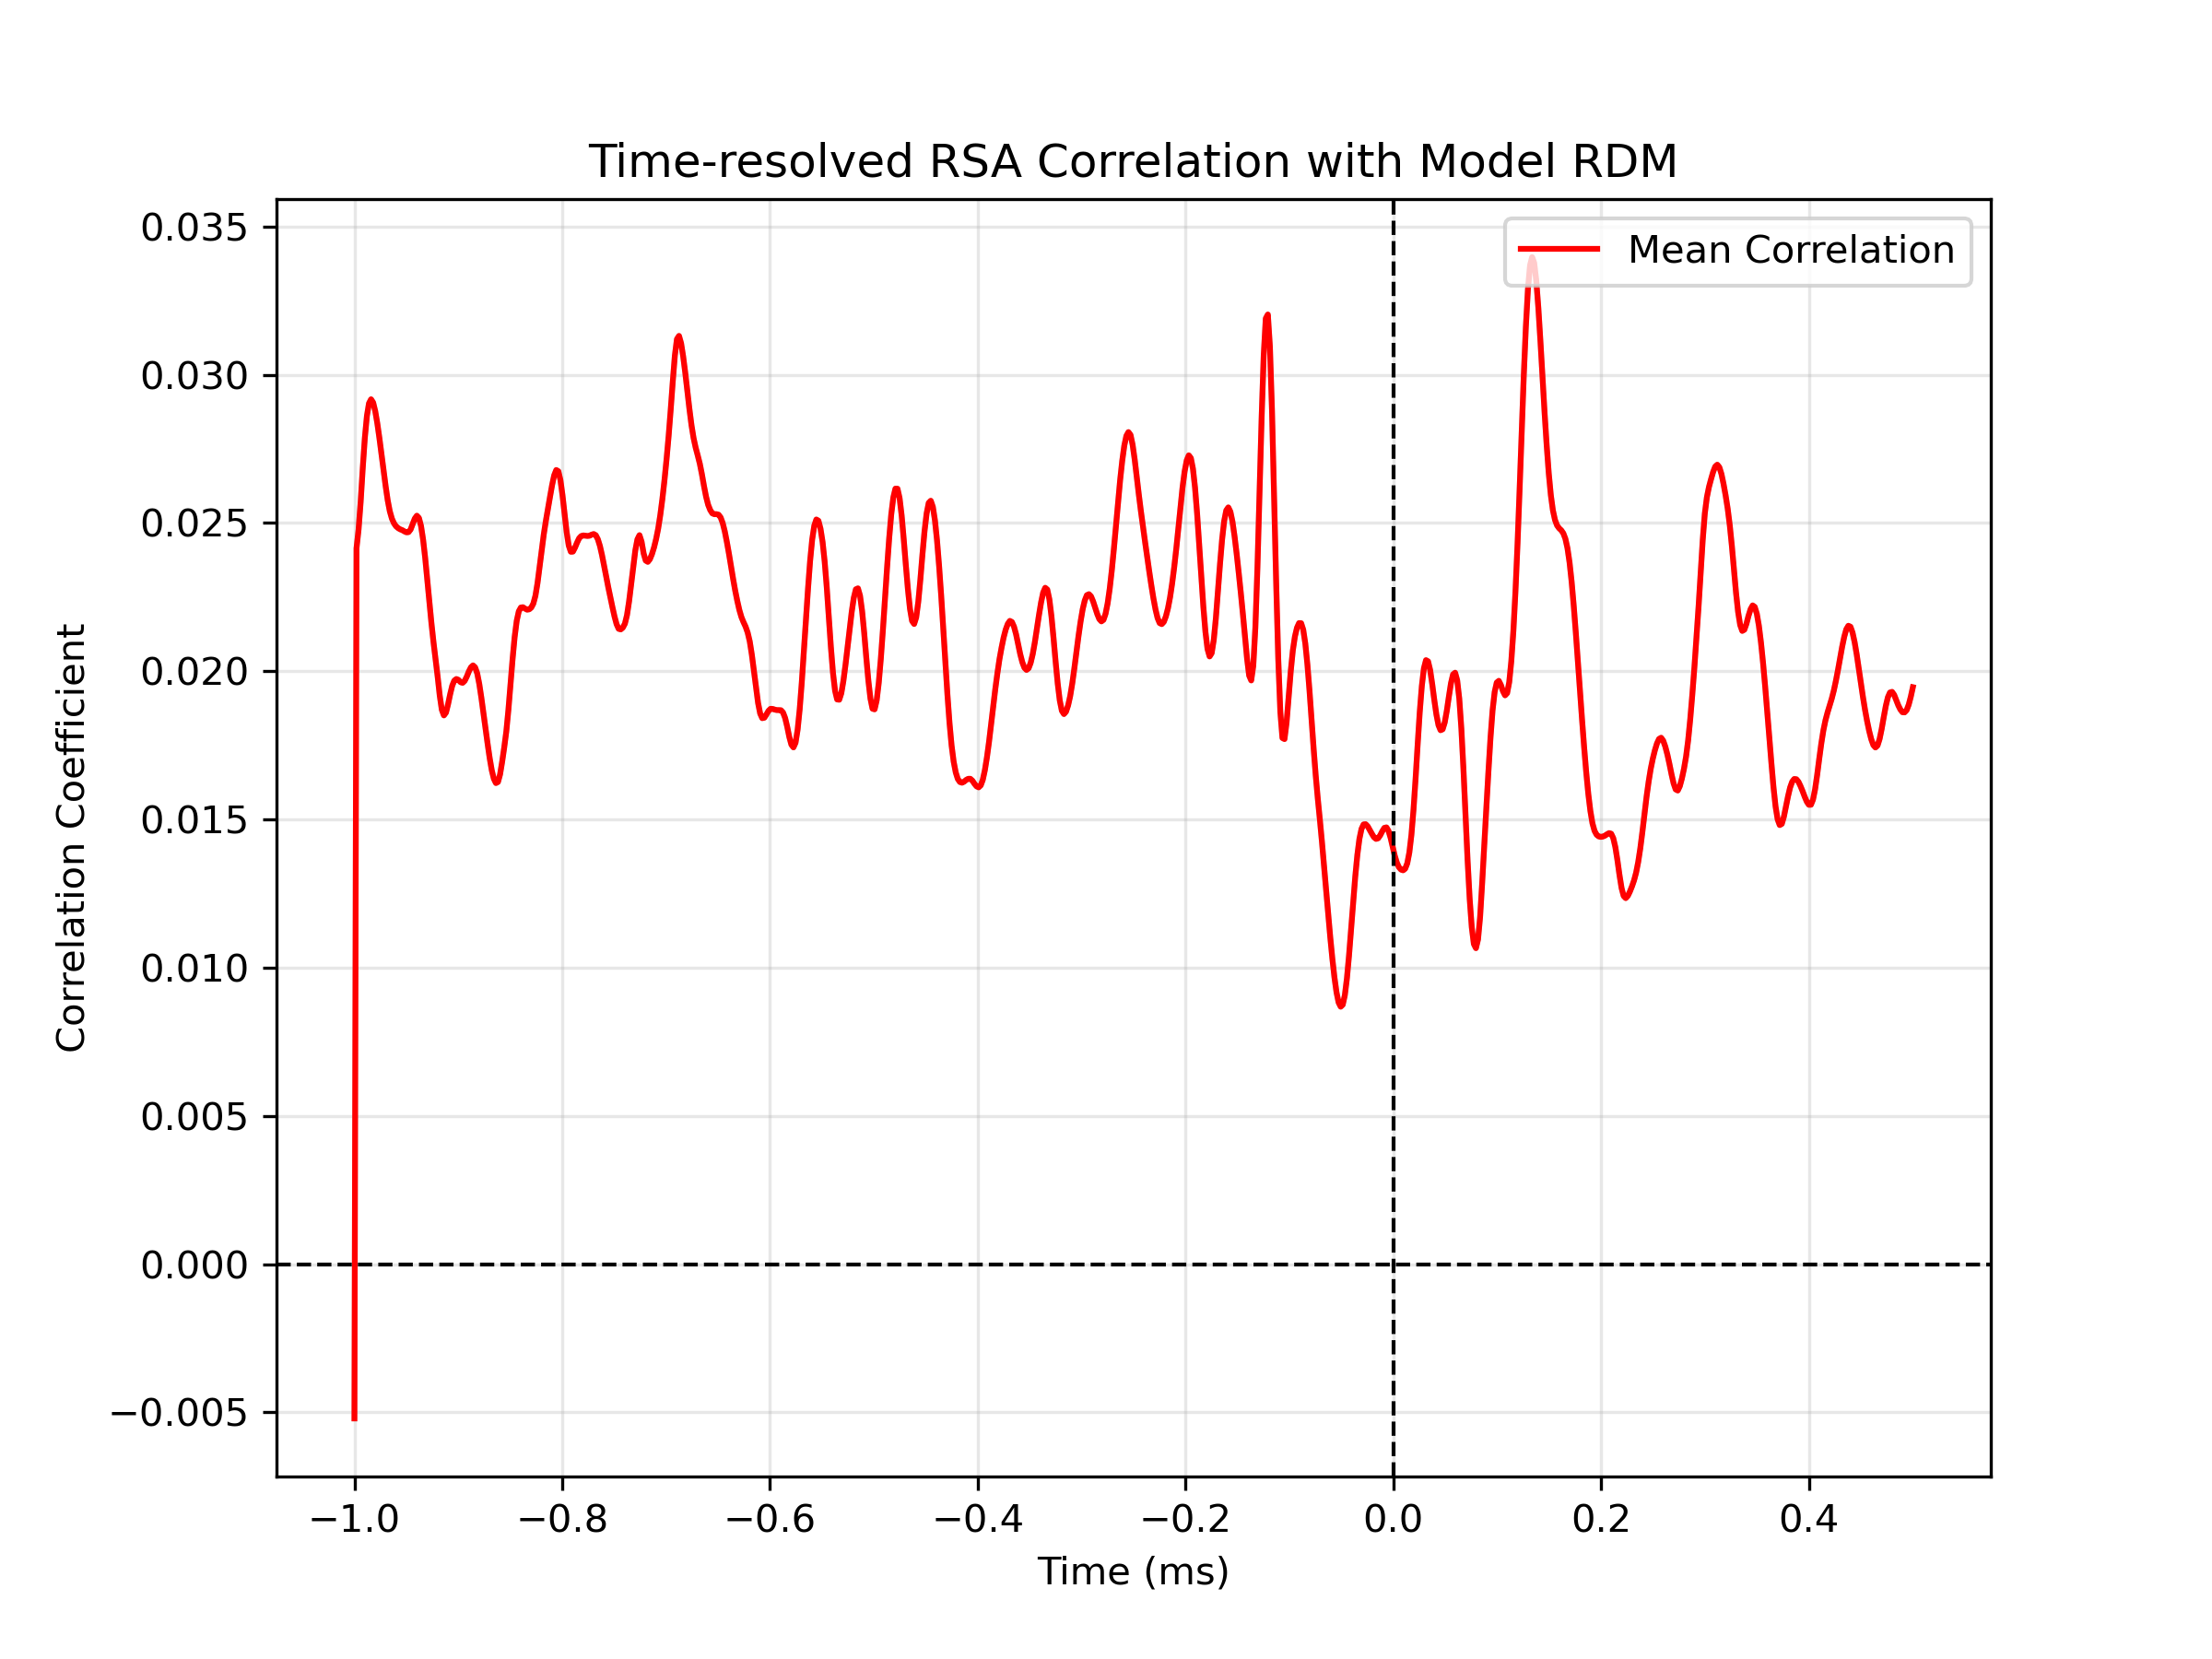 Time-resolved RSA Correlation with Model RDM
Mean Correlation
Correlation Coefficient
0.035
0.030
0.025
0.020
0.015
0.010
0.005
0.000
−0.005
−1.0 −0.8 −0.6 −0.4 −0.2 0.0 0.2 0.4
Time (ms)